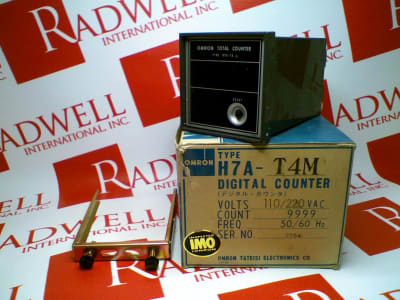 RADWELL
INTERNATIONAL, INC.
OMRON TOTAL COUNTER
RESET
OMRON
TYPE H7A-T4M
DIGITAL COUNTER
(デジタル・カウンタ)
VOLTS 110/220 VAC
COUNT 9999
FREQ 50/60 Hz
SER NO.
OMRON TATEISI ELECTRONICS CO.
IMO